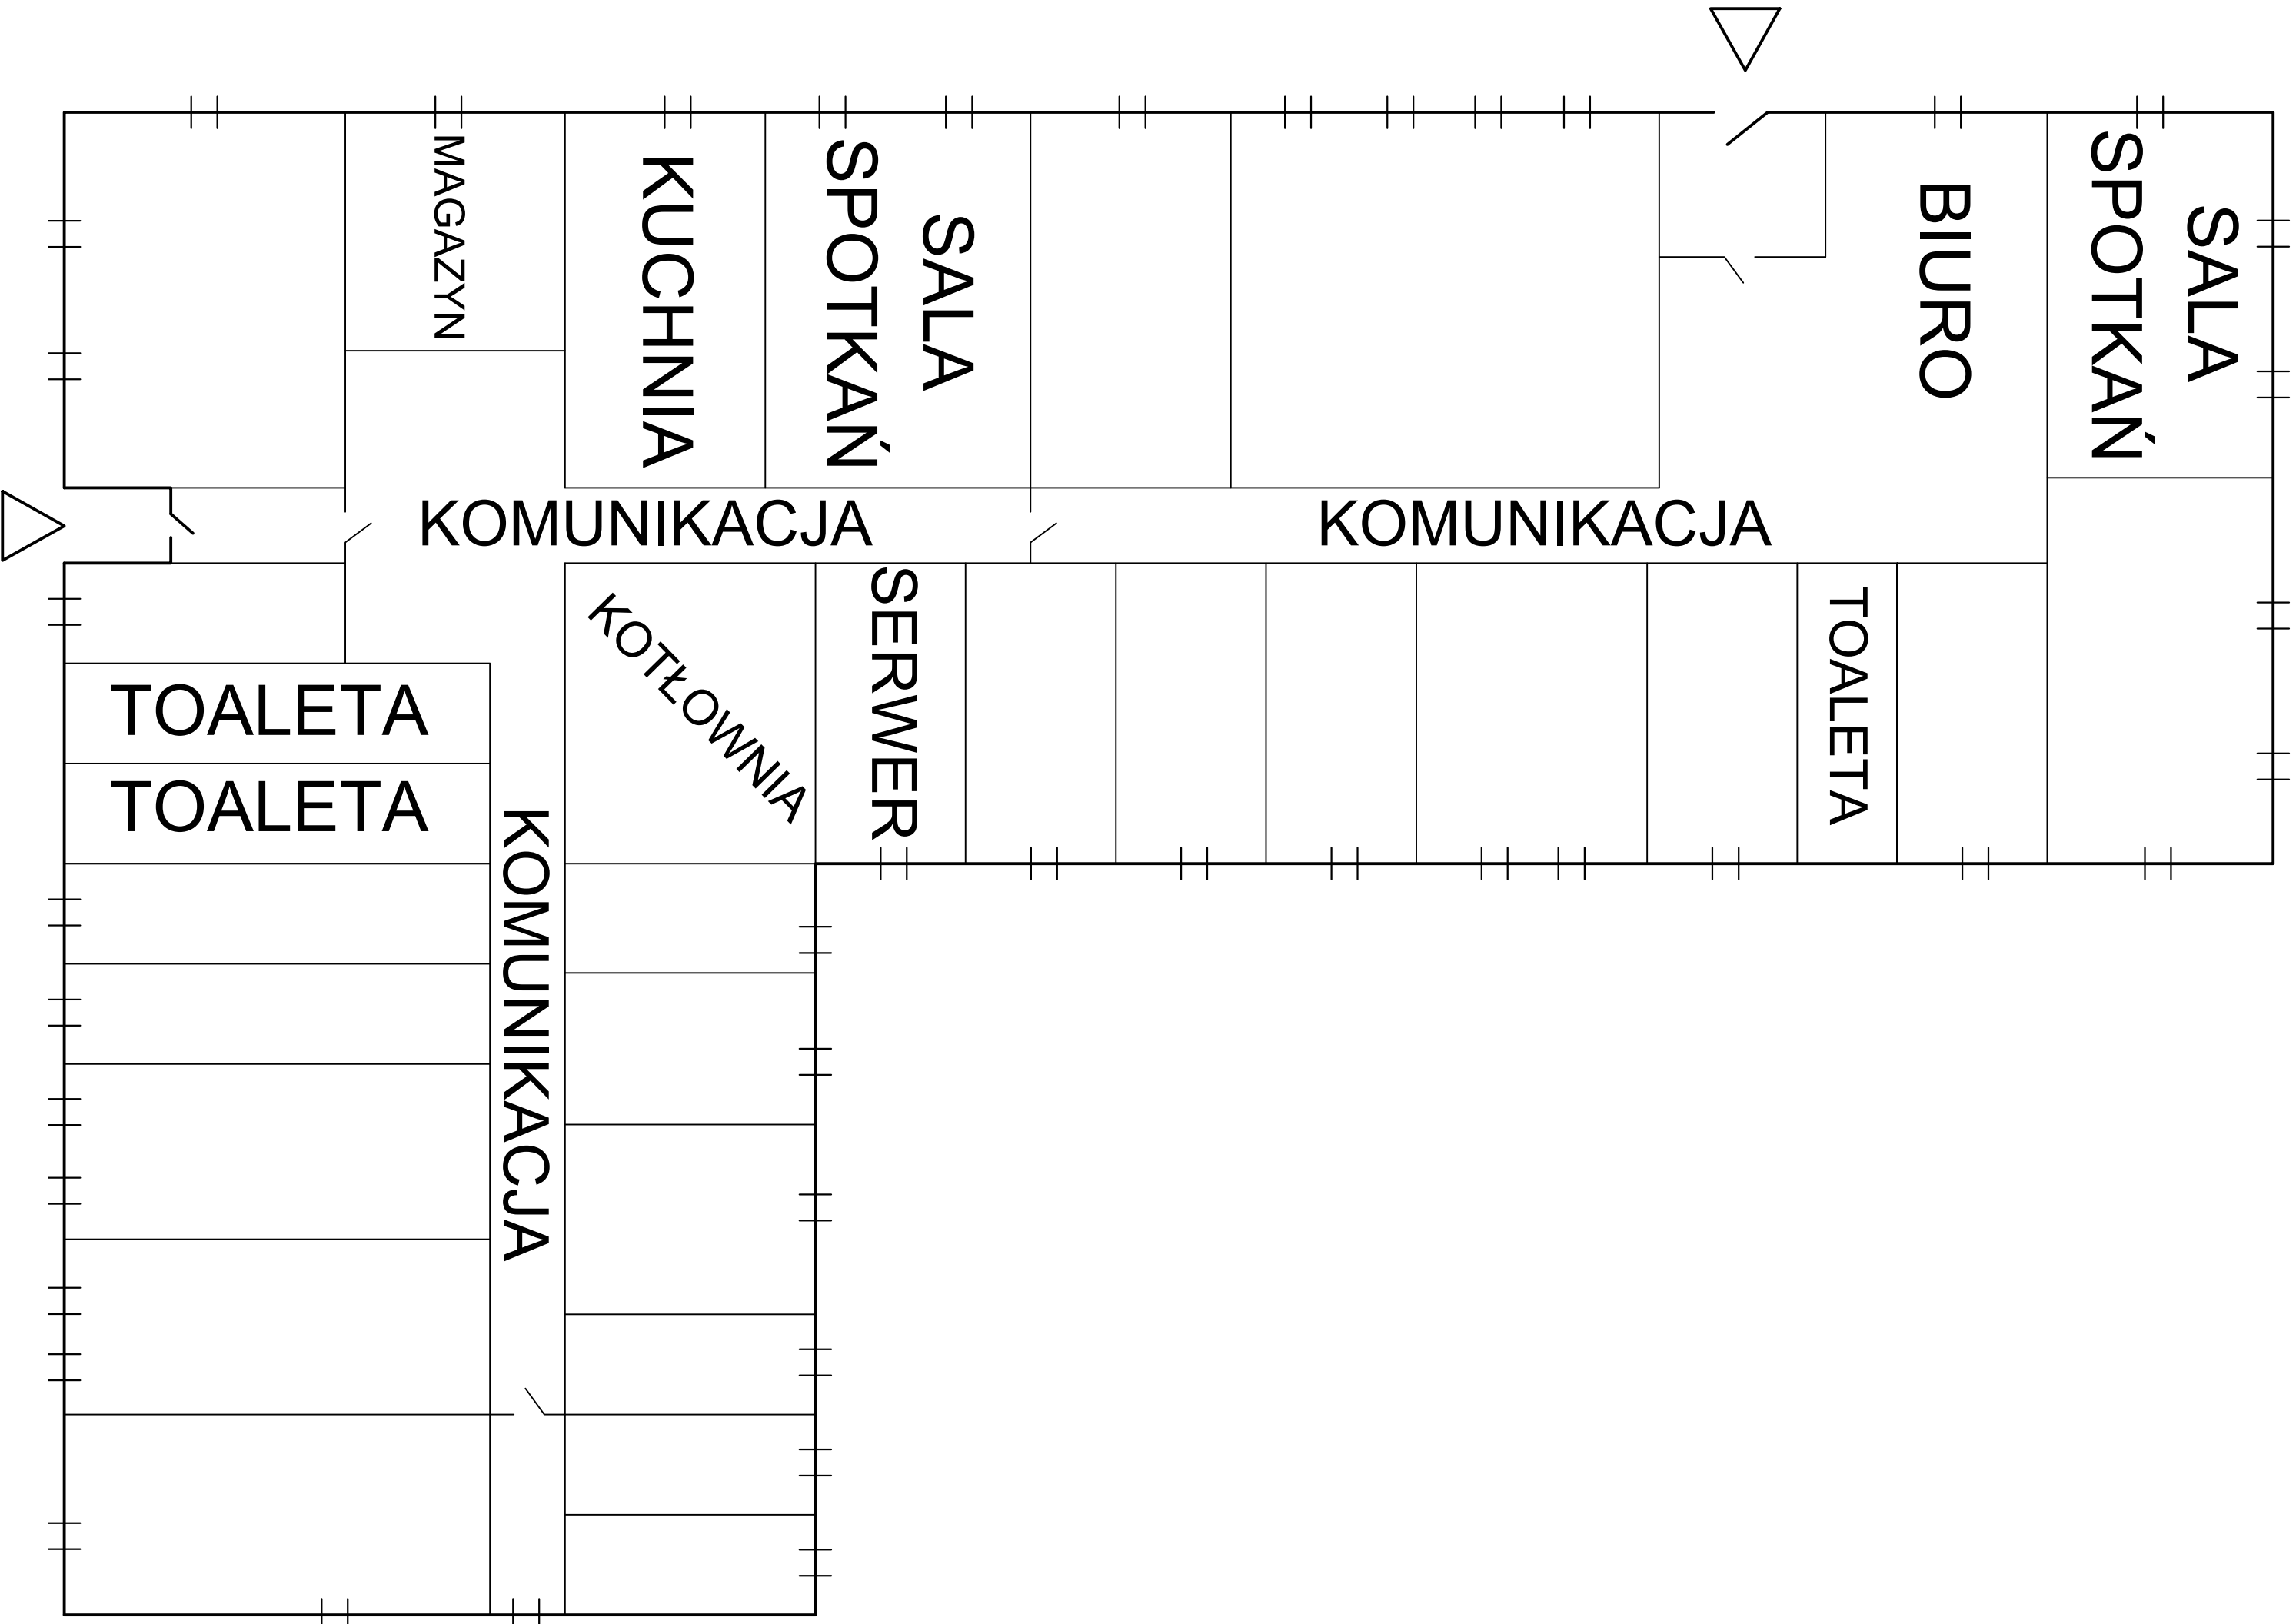 MAGAZYN
KUCHNIA
SALA
SPOTKAŃ
BIURO
SALA
SPOTKAŃ
KOMUNIKACJA
KOMUNIKACJA
TOALETA
TOALETA
KOTŁOWNIA
SERWER
TOALETA
KOMUNIKACJA